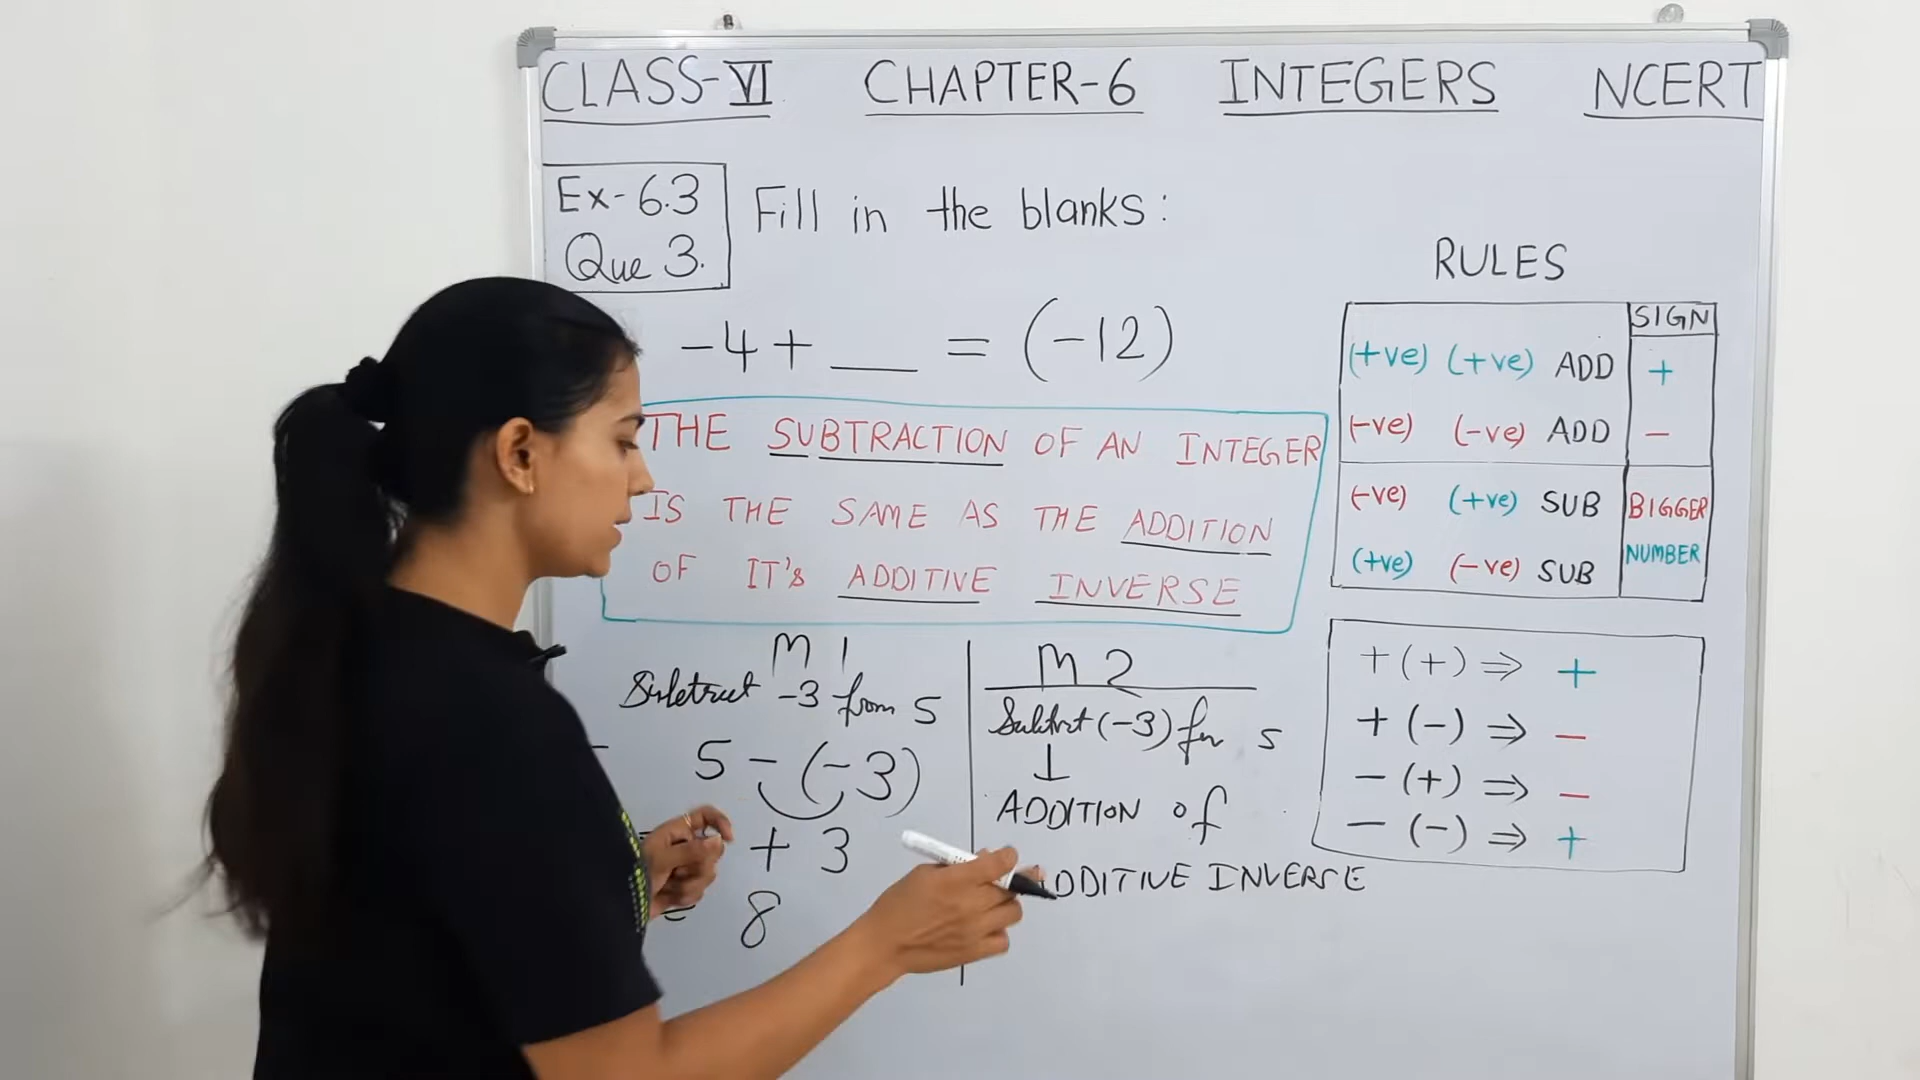 CLASS-VI CHAPTER-6 INTEGERS NCERT
Ex-6.3
Que 3.
Fill in the blanks:
-4 + ___ = (-12)
THE SUBTRACTION OF AN INTEGER
IS THE SAME AS THE ADDITION
OF IT'S ADDITIVE INVERSE
RULES
SIGN
(+ve) (+ve) ADD +
(-ve) (-ve) ADD -
(-ve) (+ve) SUB BIGGER
(+ve) (-ve) SUB NUMBER
+ (+) ⇒ +
+ (-) ⇒ -
- (+) ⇒ -
- (-) ⇒ +
M 1
Subtract -3 from 5
5 - (-3)
+ 3
= 8
M 2
(-3) 5
↓
ADDITION of
ADDITIVE INVERSE